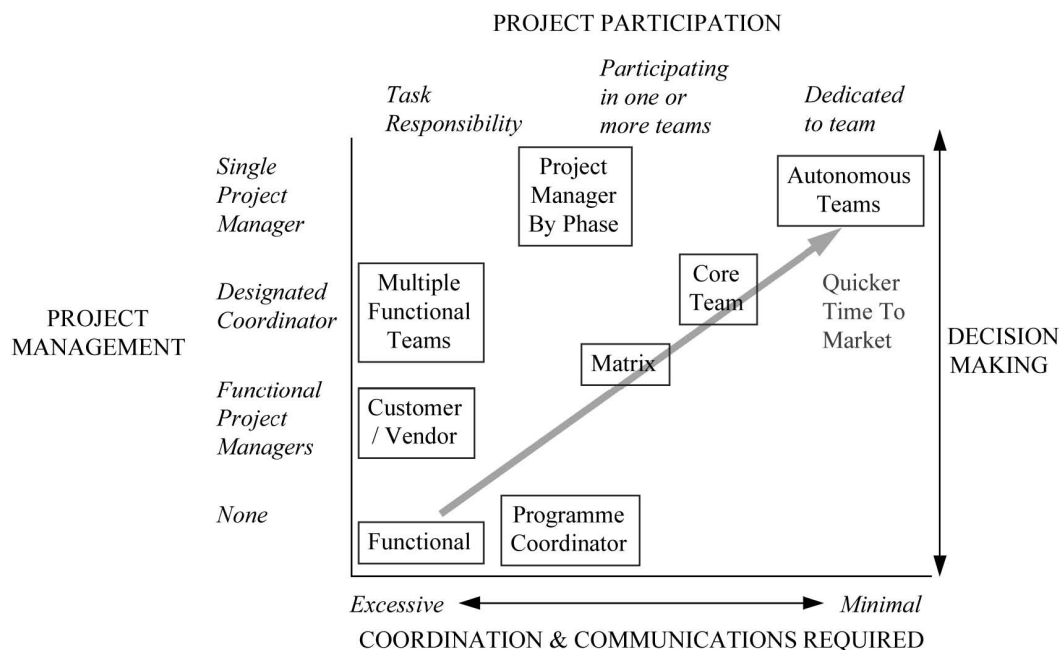 PROJECT PARTICIPATION
Task
Responsibility
Participating
in one or
more teams
Dedicated
to team
Single
Project
Manager
Project
Manager
By Phase
Autonomous
Teams
PROJECT
MANAGEMENT
Designated
Coordinator
Multiple
Functional
Teams
Core
Team
Quicker
Time To
Market
DECISION
MAKING
Matrix
Functional
Project
Managers
Customer
/ Vendor
None
Functional
Programme
Coordinator
Excessive
Minimal
COORDINATION & COMMUNICATIONS REQUIRED